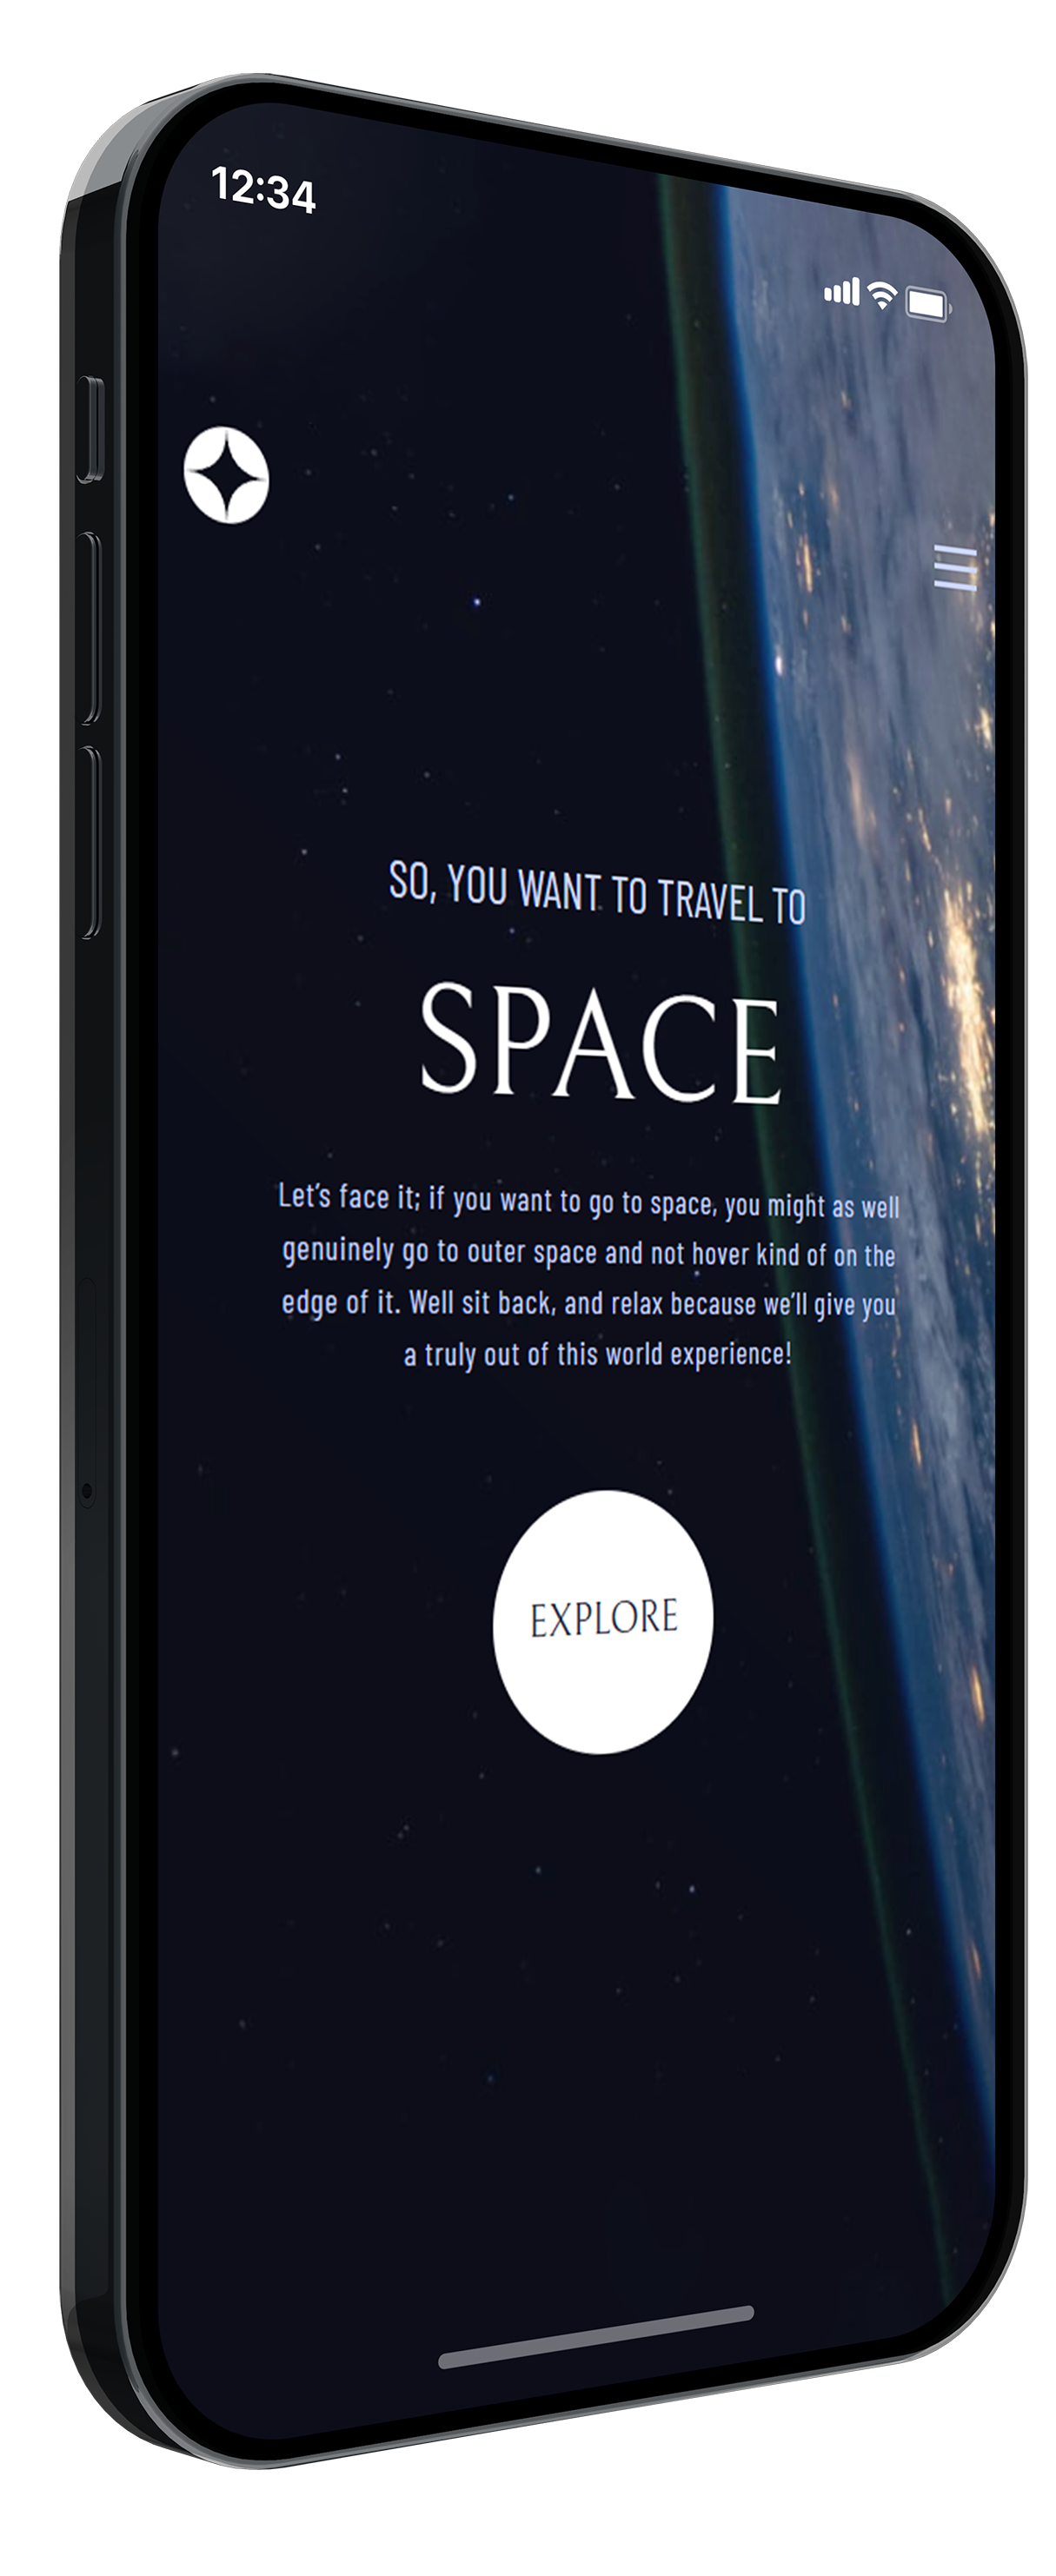 12:34
SO, YOU WANT TO TRAVEL TO
SPACE
Let’s face it; if you want to go to space, you might as well
genuinely go to outer space and not hover kind of on the
edge of it. Well sit back, and relax because we’ll give you
a truly out of this world experience!
EXPLORE